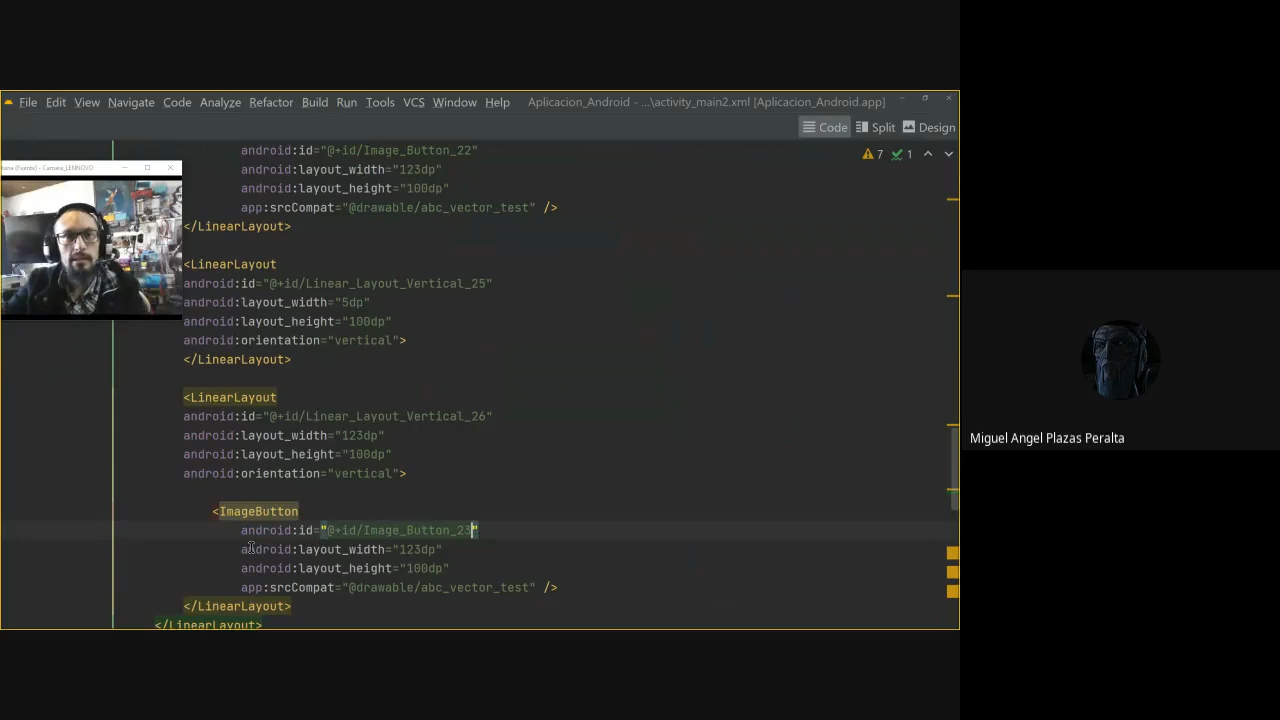 File Edit View Navigate Code Analyze Refactor Build Run Tools VCS Window Help Aplicacion_Android - ...\activity_main2.xml [Aplicacion_Android.app]
Code Split Design
7 1
android:id="@+id/Image_Button_22"
android:layout_width="123dp"
android:layout_height="100dp"
app:srcCompat="@drawable/abc_vector_test" />
</LinearLayout>
(Fuente) - Camara_LENNOVO
<LinearLayout
android:id="@+id/Linear_Layout_Vertical_25"
android:layout_width="5dp"
android:layout_height="100dp"
android:orientation="vertical">
</LinearLayout>
<LinearLayout
android:id="@+id/Linear_Layout_Vertical_26"
android:layout_width="123dp"
android:layout_height="100dp"
android:orientation="vertical">
<ImageButton
android:id="@+id/Image_Button_23"
android:layout_width="123dp"
android:layout_height="100dp"
app:srcCompat="@drawable/abc_vector_test" />
</LinearLayout>
</LinearLayout>
Miguel Angel Plazas Peralta